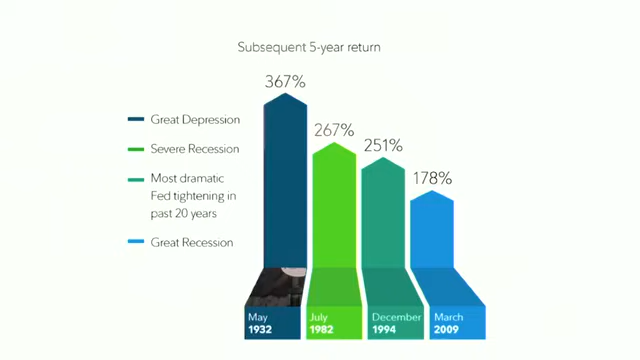 Subsequent 5-year return
367%
267%
251%
178%
Great Depression
Severe Recession
Most dramatic
Fed tightening in
past 20 years
Great Recession
May
1932
July
1982
December
1994
March
2009